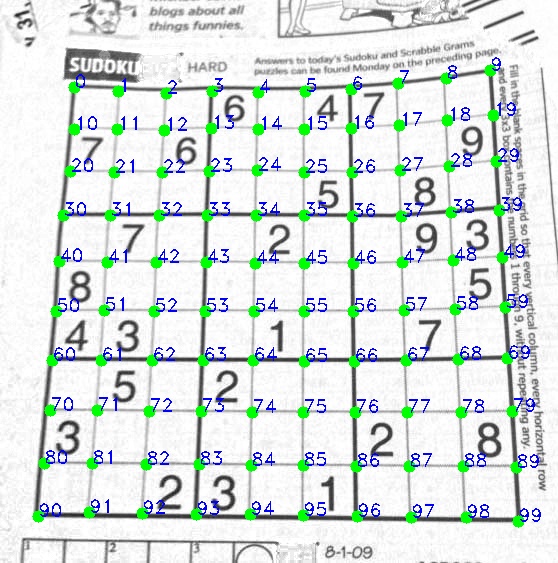 blogs about all
things funnies.
SUDOKU HARD
Answers to today's Sudoku and Scrabble Grams
puzzles can be found Monday on the preceding page.
0 1 2 3 4 5 6 7 8 9
6 4 7
10 11 12 13 14 15 16 17 18 19
7 6 9
20 21 22 23 24 25 26 27 28 29
5 8
30 31 32 33 34 35 36 37 38 39
7 2 9 3
40 41 42 43 44 45 46 47 48 49
8 5
50 51 52 53 54 55 56 57 58 59
4 3 1 7
60 61 62 63 64 65 66 67 68 69
5 2
70 71 72 73 74 75 76 77 78 79
3 2 8
80 81 82 83 84 85 86 87 88 89
2 3 1
90 91 92 93 94 95 96 97 98 99
Fill in the blank spaces in the grid so that every vertical column, every horizontal row
and every 3x3 box contains the numbers 1 through 9, without repeating any.
1 2 3
8-1-09